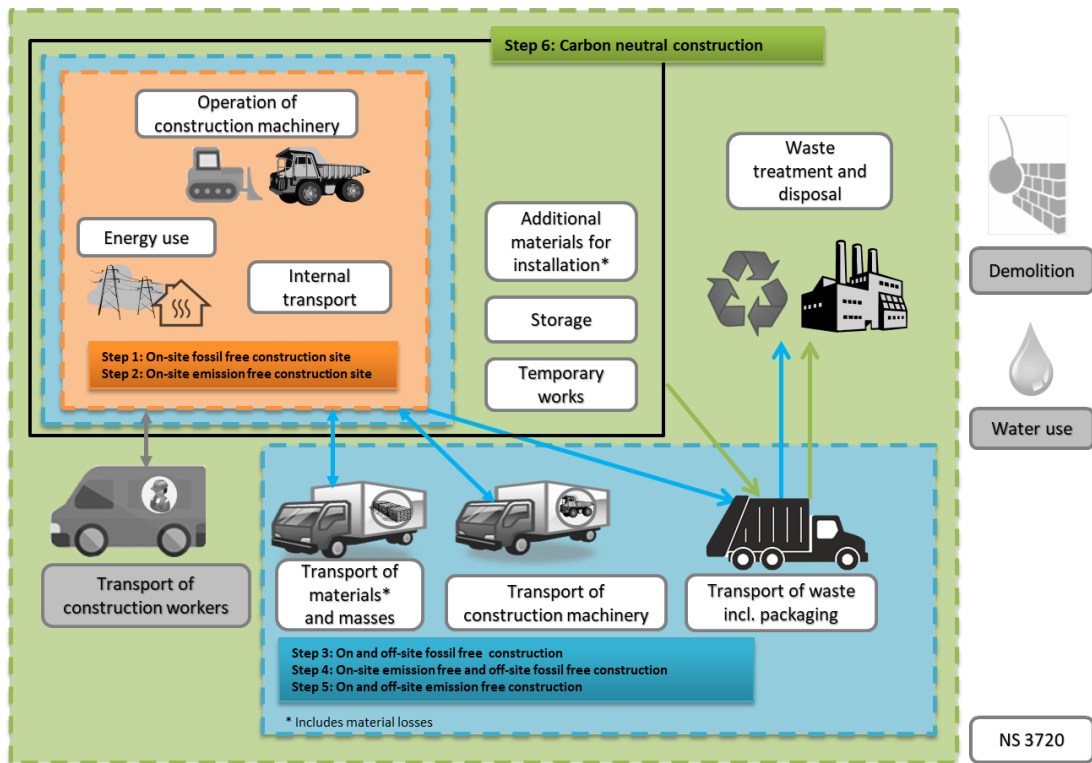 Step 6: Carbon neutral construction
Operation of
construction machinery
Energy use
Internal
transport
Step 1: On-site fossil free construction site
Step 2: On-site emission free construction site
Additional
materials for
installation*
Storage
Temporary
works
Waste
treatment and
disposal
Demolition
Water use
Transport of
construction workers
Transport of
materials*
and masses
Transport of
construction machinery
Transport of waste
incl. packaging
Step 3: On and off-site fossil free construction
Step 4: On-site emission free and off-site fossil free construction
Step 5: On and off-site emission free construction
* Includes material losses
NS 3720